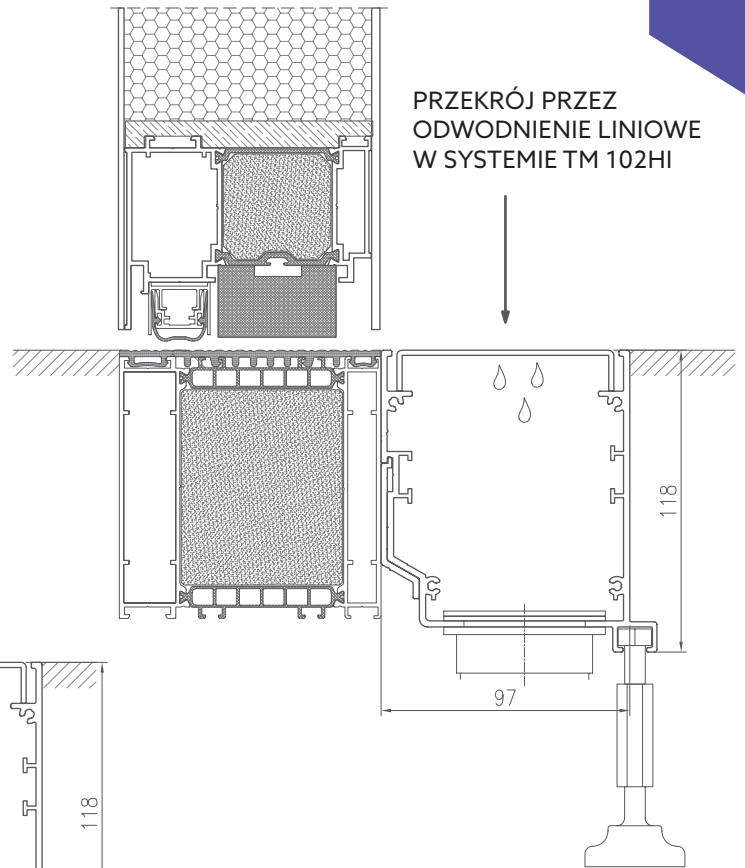 PRZEKRÓJ PRZEZ
ODWODNIENIE LINIOWE
W SYSTEMIE TM 102HI
118
97
118